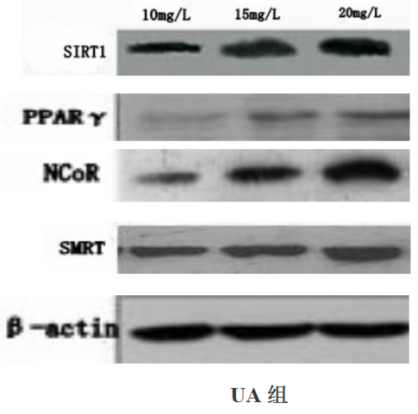 10mg/L 15mg/L 20mg/L
SIRT1
PPARγ
NCoR
SMRT
β-actin
UA 组